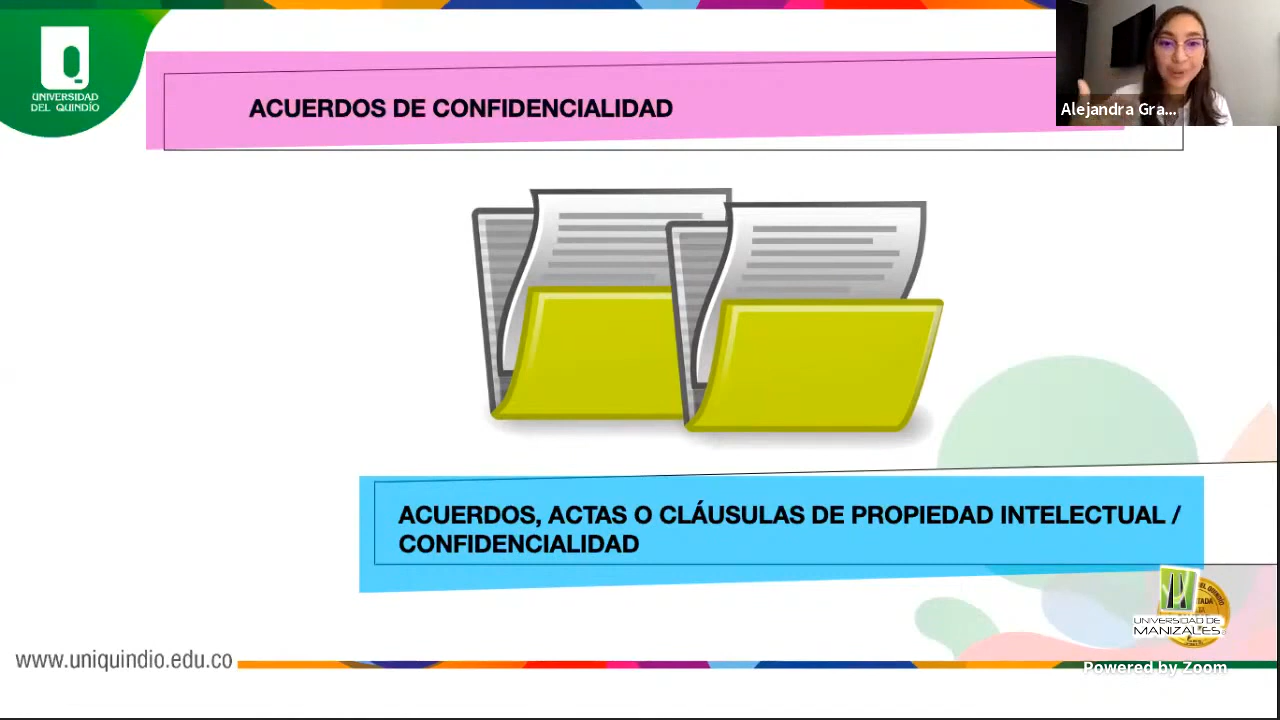 UNIVERSIDAD
DEL QUINDÍO
ACUERDOS DE CONFIDENCIALIDAD
Alejandra Gra...
ACUERDOS, ACTAS O CLÁUSULAS DE PROPIEDAD INTELECTUAL /
CONFIDENCIALIDAD
UNIVERSIDAD DE
MANIZALES
www.uniquindio.edu.co
Powered by Zoom